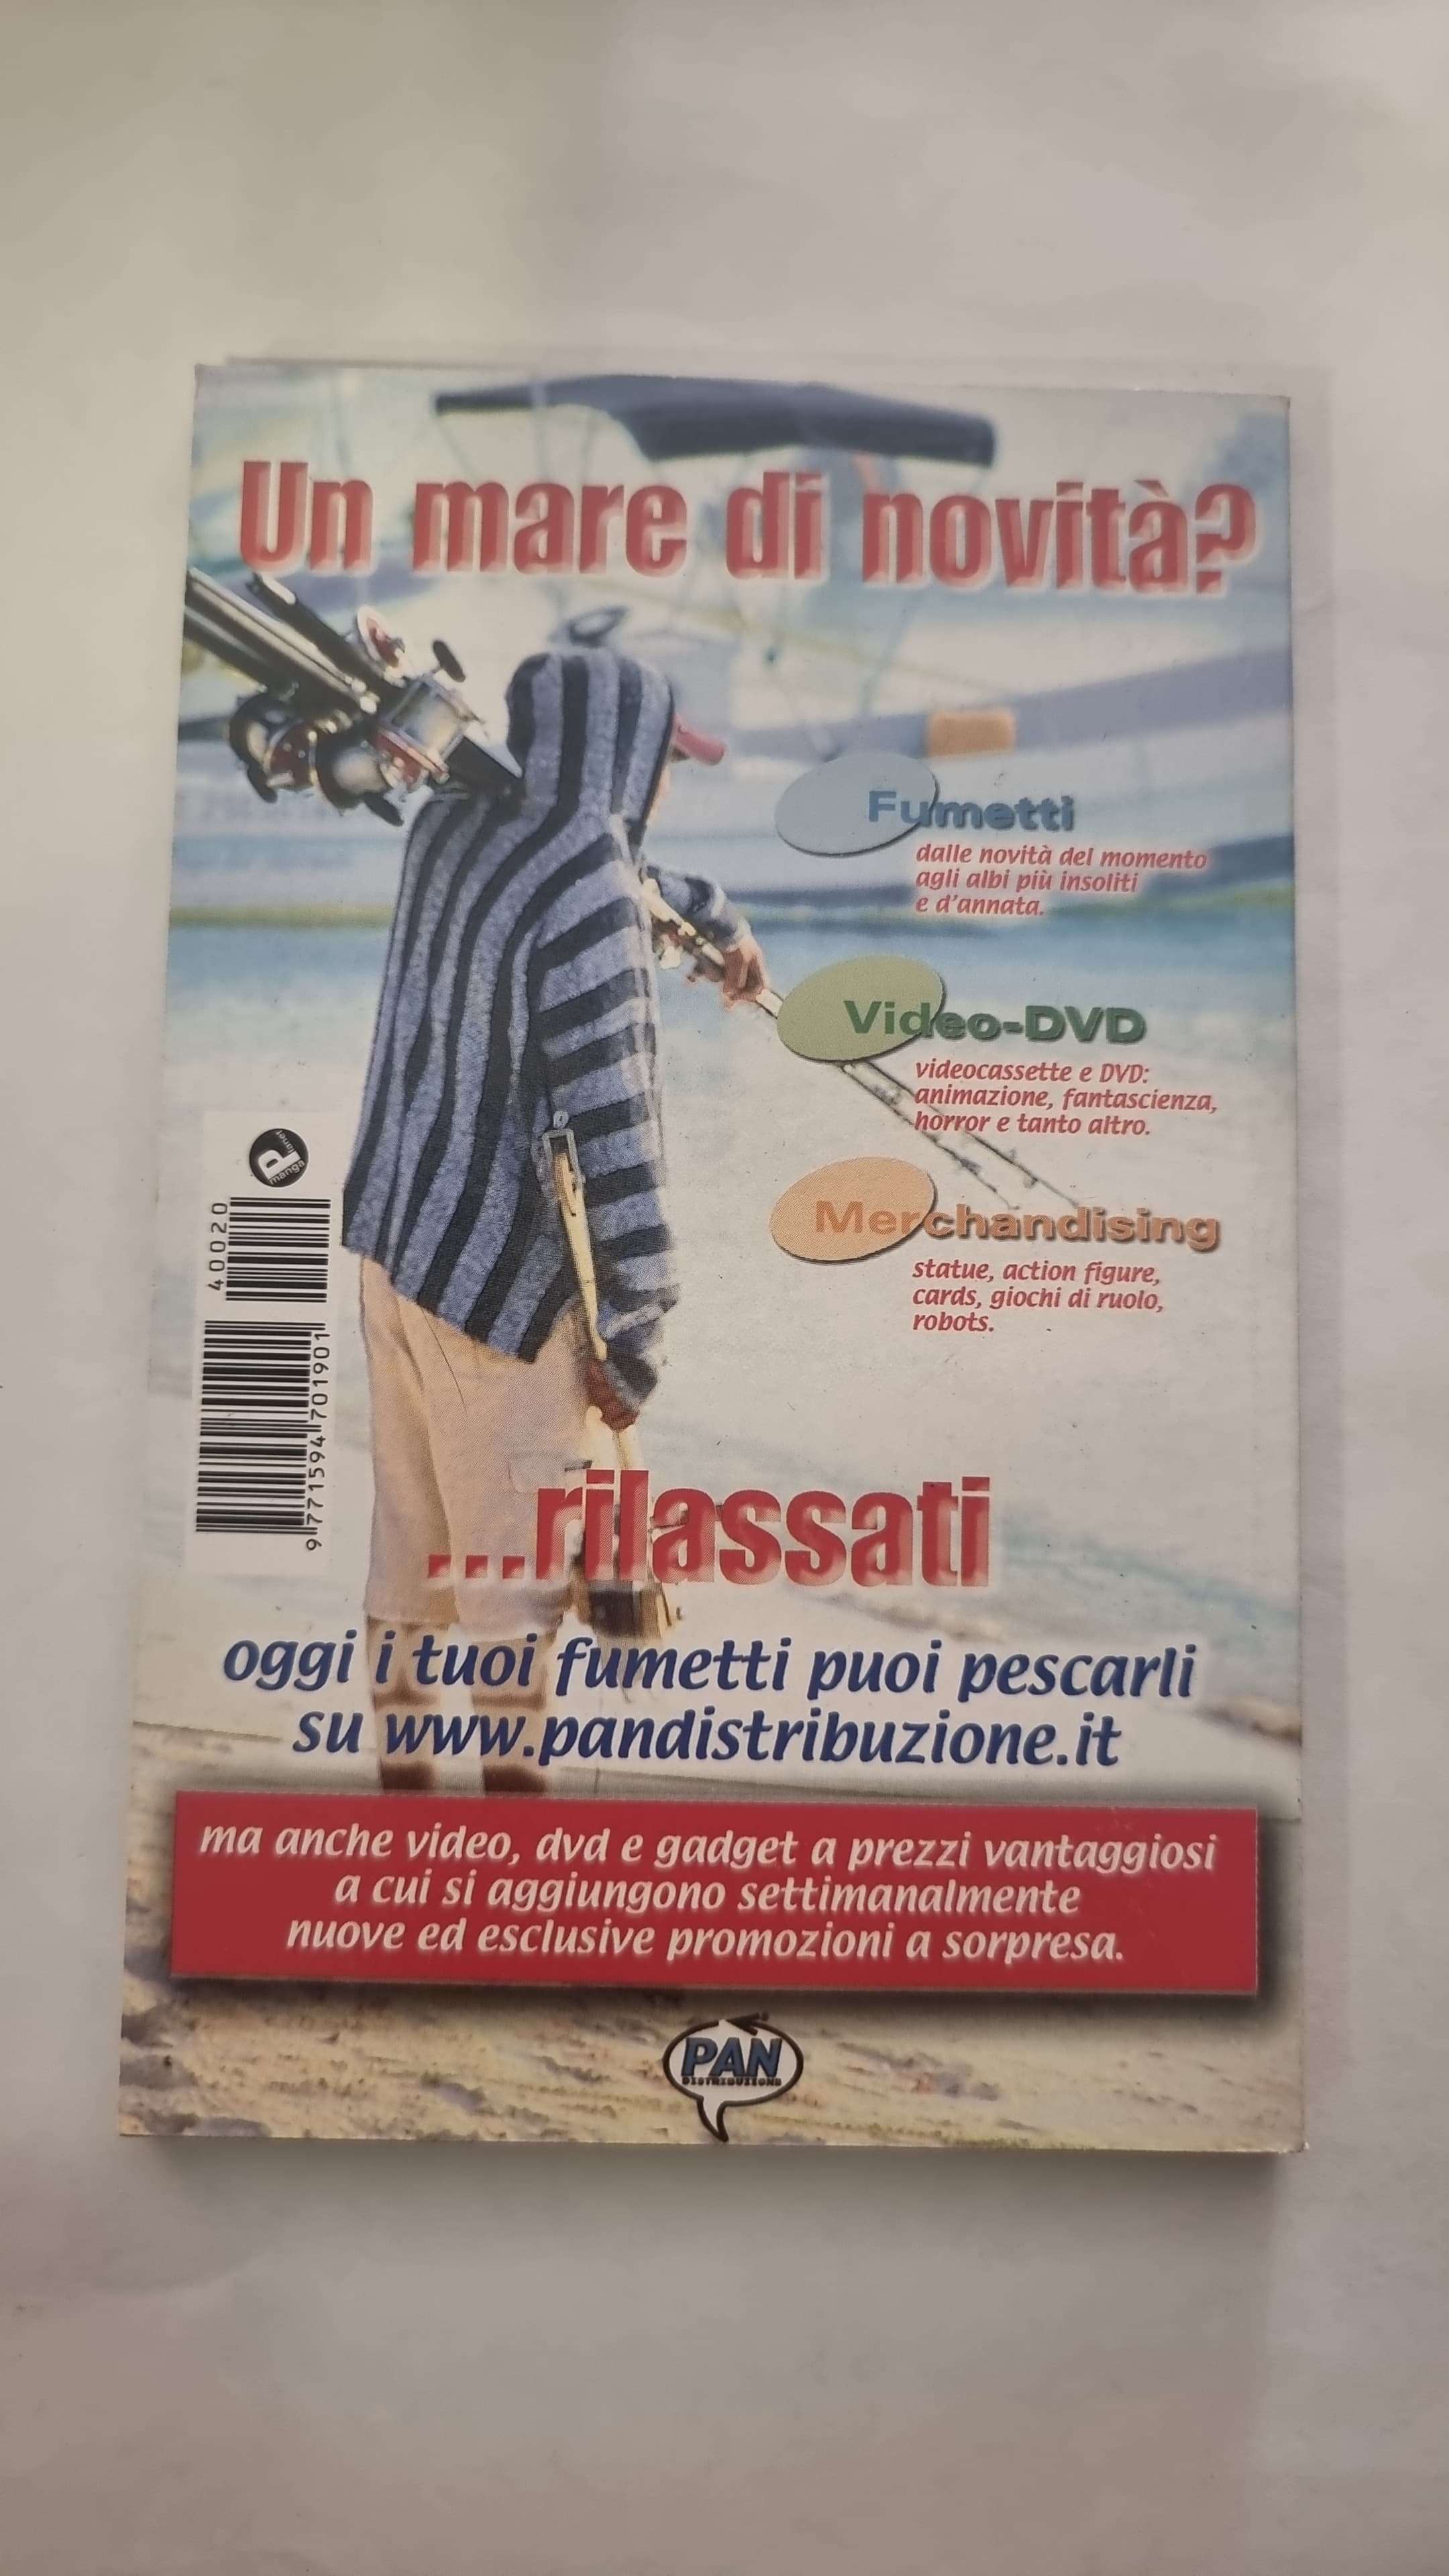 Un mare di novità?
Fumetti
dalle novità del momento
agli albi più insoliti
e d'annata.
Video-DVD
videocassette e DVD:
animazione, fantascienza,
horror e tanto altro.
Merchandising
statue, action figure,
cards, giochi di ruolo,
robots.
Planet
manga
40020
9 771594 701901
...rilassati
oggi i tuoi fumetti puoi pescarli
su www.pandistribuzione.it
ma anche video, dvd e gadget a prezzi vantaggiosi
a cui si aggiungono settimanalmente
nuove ed esclusive promozioni a sorpresa.
PAN
DISTRIBUZIONE